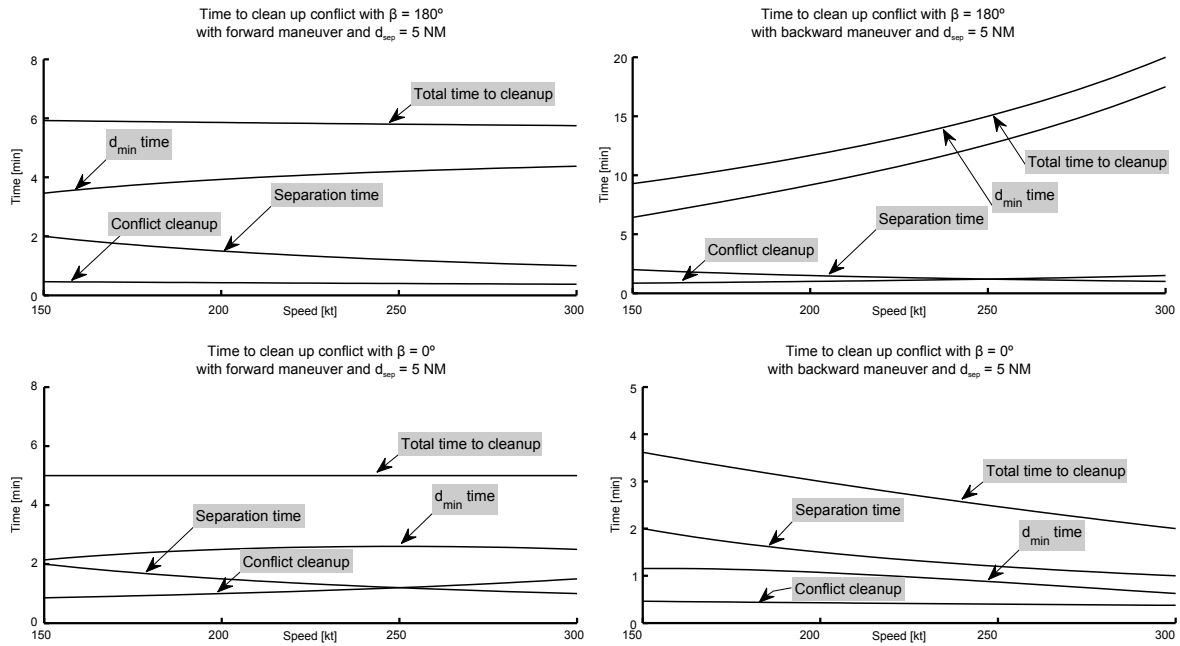 Time to clean up conflict with β = 180º
with forward maneuver and dsep = 5 NM
8
6
4
2
0
Time [min]
Total time to cleanup
dmin time
Separation time
Conflict cleanup
150
200
Speed [kt]
250
300
Time to clean up conflict with β = 180º
with backward maneuver and dsep = 5 NM
20
15
10
5
0
Time [min]
Total time to cleanup
dmin time
Separation time
Conflict cleanup
150
200
Speed [kt]
250
300
Time to clean up conflict with β = 0º
with forward maneuver and dsep = 5 NM
8
6
4
2
0
Time [min]
Total time to cleanup
dmin time
Separation time
Conflict cleanup
150
200
Speed [kt]
250
300
Time to clean up conflict with β = 0º
with backward maneuver and dsep = 5 NM
5
4
3
2
1
0
Time [min]
Total time to cleanup
Separation time
dmin time
Conflict cleanup
150
200
Speed [kt]
250
300